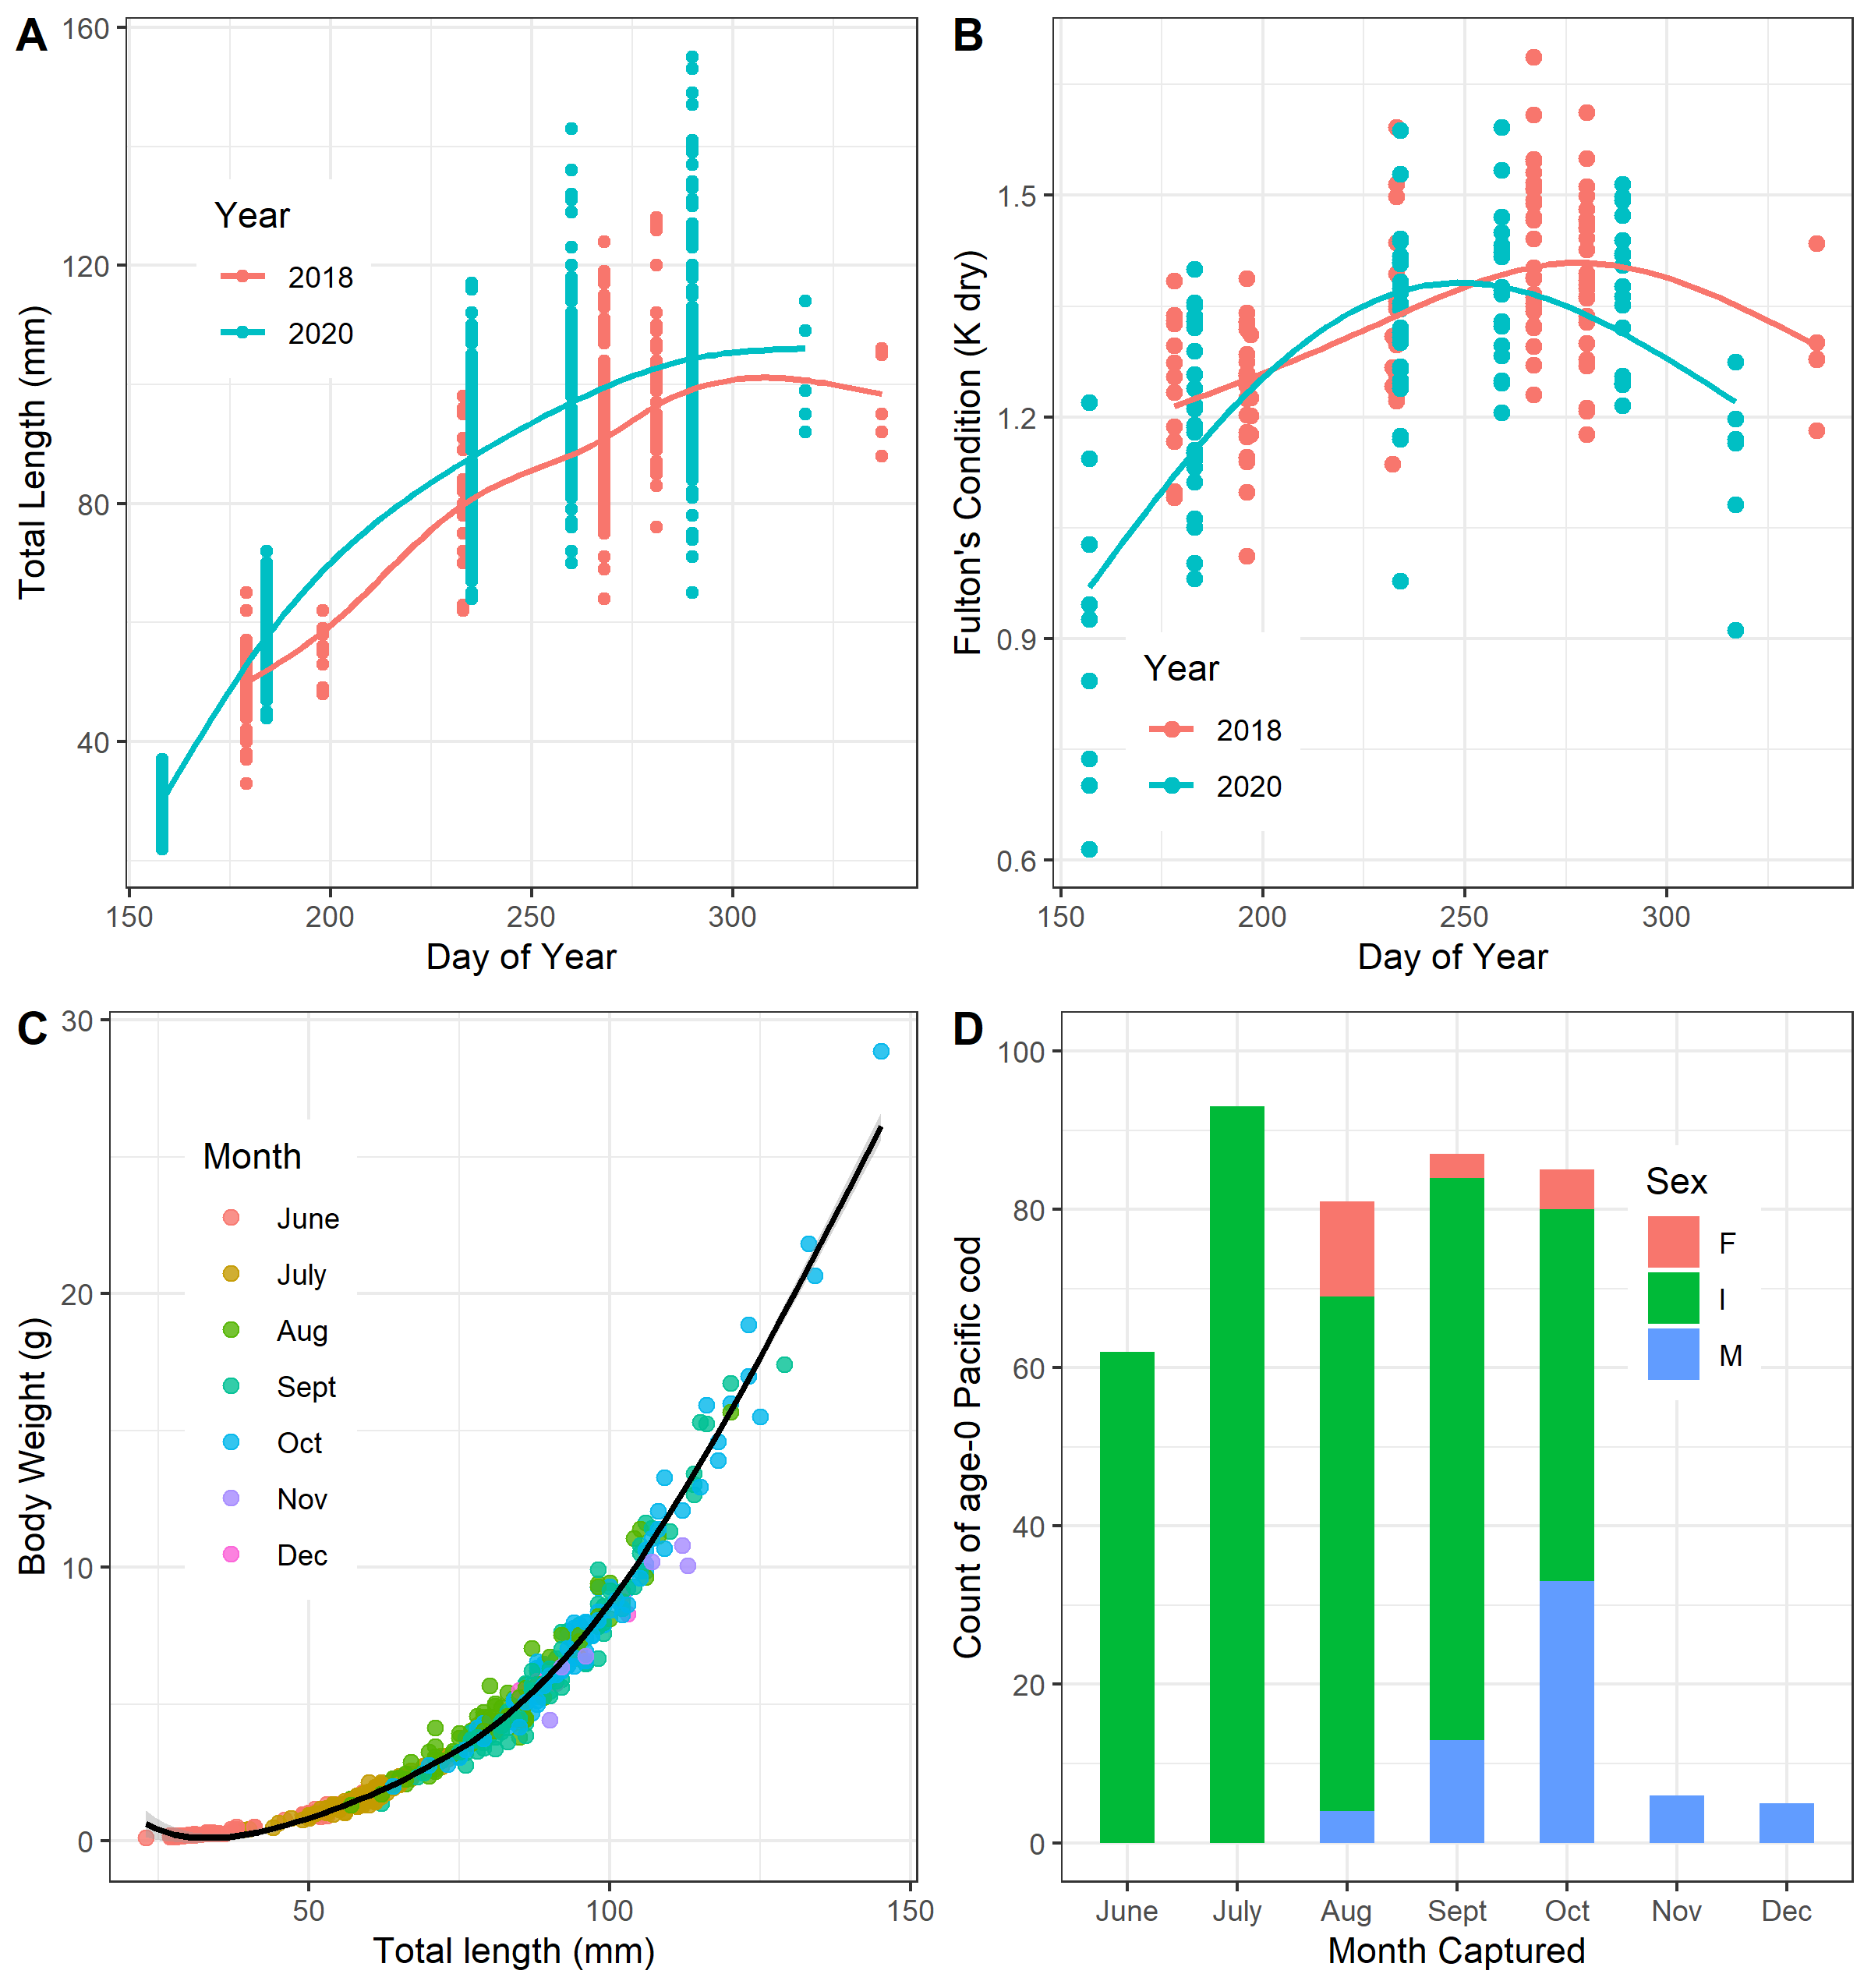 A
160
120
80
40
Total Length (mm)
Year
2018
2020
150 200 250 300
Day of Year
B
1.5
1.2
0.9
0.6
Fulton's Condition (K dry)
Year
2018
2020
150 200 250 300
Day of Year
C
30
20
10
0
Body Weight (g)
Month
June
July
Aug
Sept
Oct
Nov
Dec
50 100 150
Total length (mm)
D
100
80
60
40
20
0
Count of age-0 Pacific cod
Sex
F
I
M
June July Aug Sept Oct Nov Dec
Month Captured